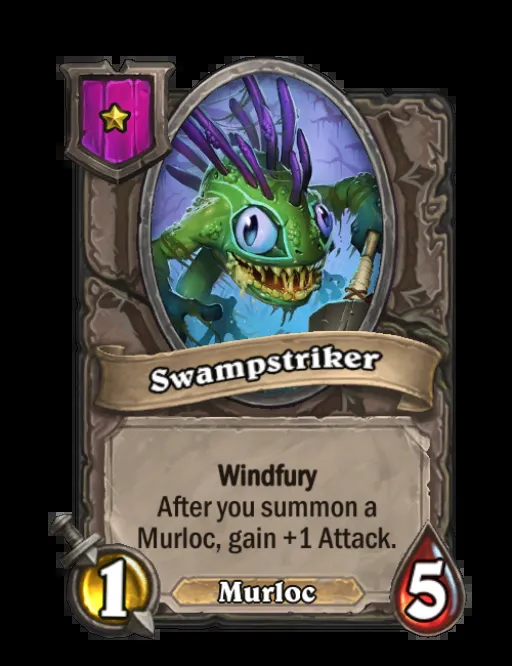 Swampstriker
Windfury
After you summon a
Murloc, gain +1 Attack.
1
Murloc
5